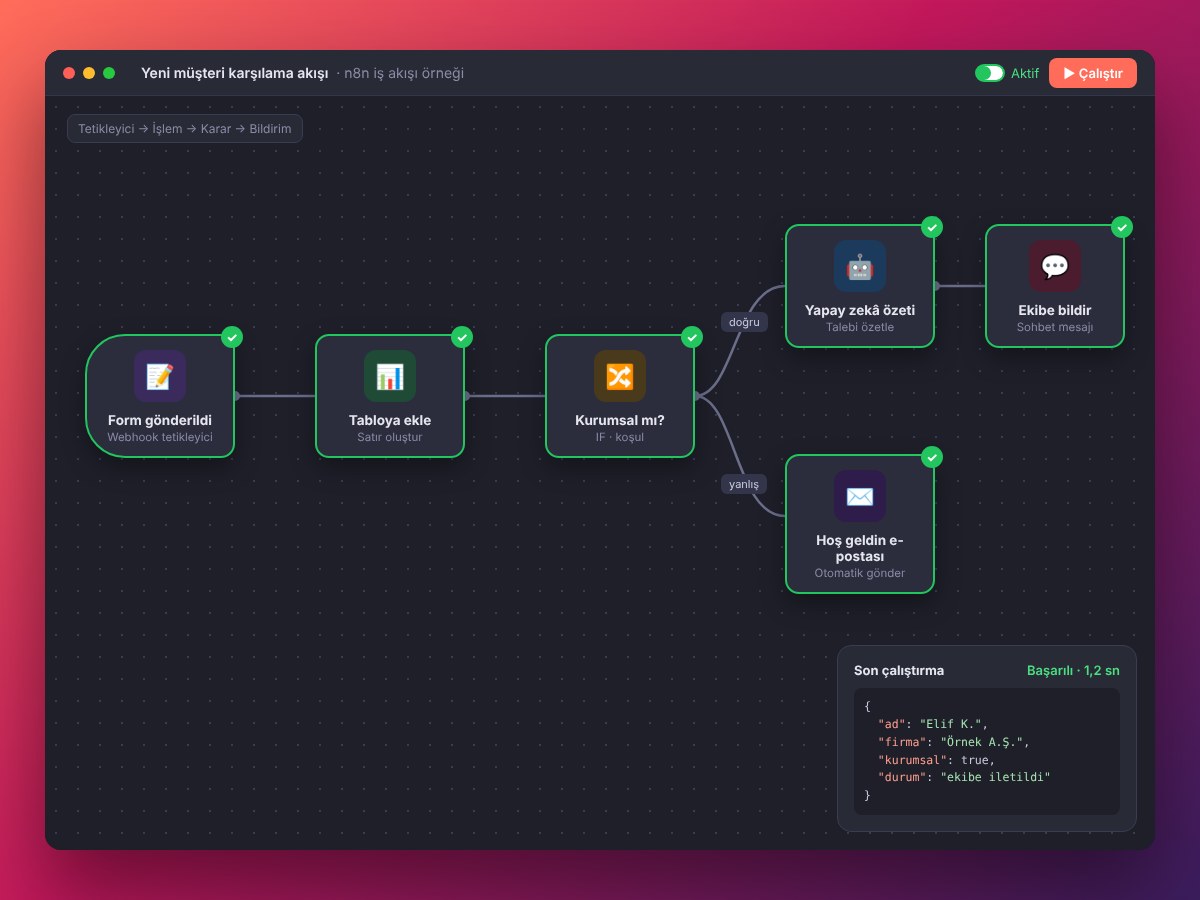 Yeni müşteri karşılama akışı · n8n iş akışı örneği
Aktif
▶ Çalıştır
Tetikleyici → İşlem → Karar → Bildirim
Form gönderildi
Webhook tetikleyici
Tabloya ekle
Satır oluştur
Kurumsal mı?
IF · koşul
doğru
yanlış
Yapay zekâ özeti
Talebi özetle
Ekibe bildir
Sohbet mesajı
Hoş geldin e-
postası
Otomatik gönder
Son çalıştırma
Başarılı · 1,2 sn
{
"ad": "Elif K.",
"firma": "Örnek A.Ş.",
"kurumsal": true,
"durum": "ekibe iletildi"
}